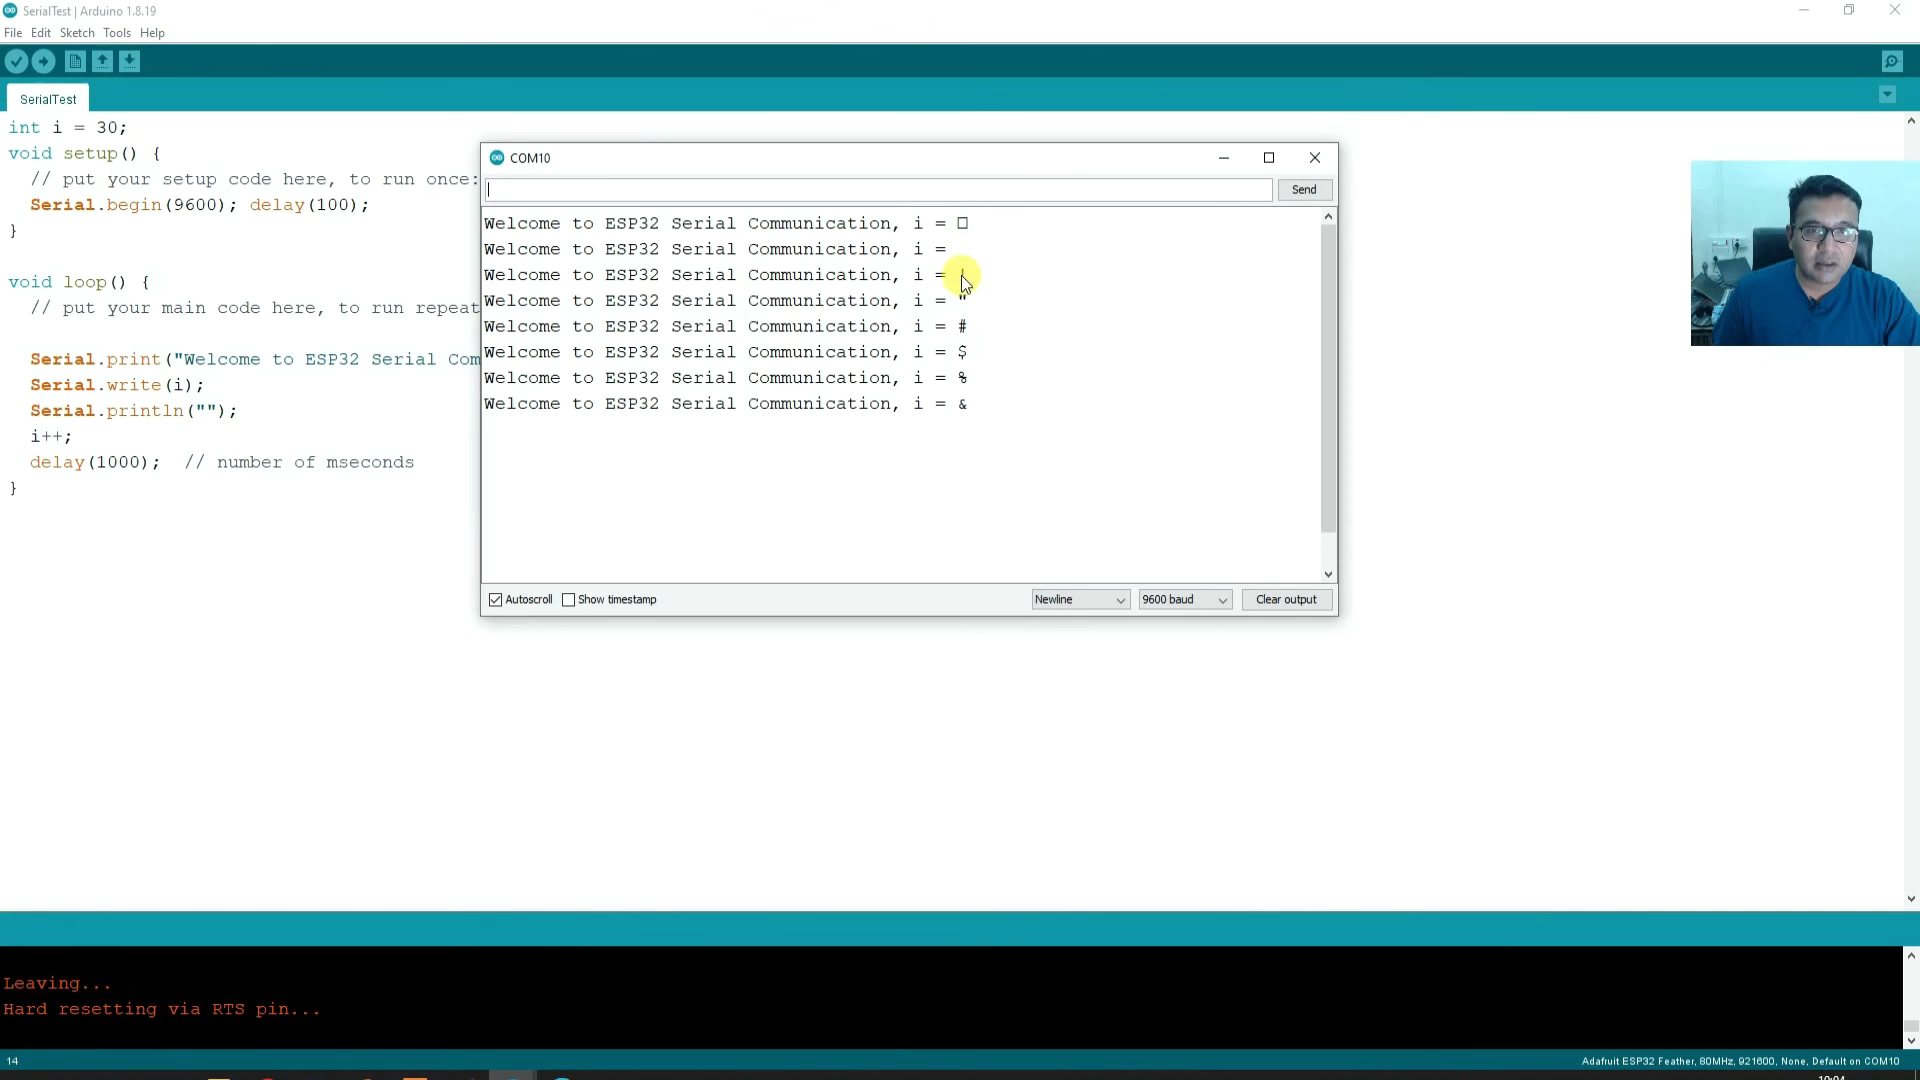 SerialTest | Arduino 1.8.19
File Edit Sketch Tools Help
SerialTest
int i = 30;
void setup() {
// put your setup code here, to run once:
Serial.begin(9600); delay(100);
}
void loop() {
// put your main code here, to run repeat
Serial.print("Welcome to ESP32 Serial Com
Serial.write(i);
Serial.println("");
i++;
delay(1000);  // number of mseconds
}
COM10
Send
Welcome to ESP32 Serial Communication, i = □
Welcome to ESP32 Serial Communication, i =
Welcome to ESP32 Serial Communication, i = !
Welcome to ESP32 Serial Communication, i = "
Welcome to ESP32 Serial Communication, i = #
Welcome to ESP32 Serial Communication, i = $
Welcome to ESP32 Serial Communication, i = %
Welcome to ESP32 Serial Communication, i = &
Autoscroll Show timestamp Newline 9600 baud Clear output
Leaving...
Hard resetting via RTS pin...
14 Adafruit ESP32 Feather, 80MHz, 921600, None, Default on COM10